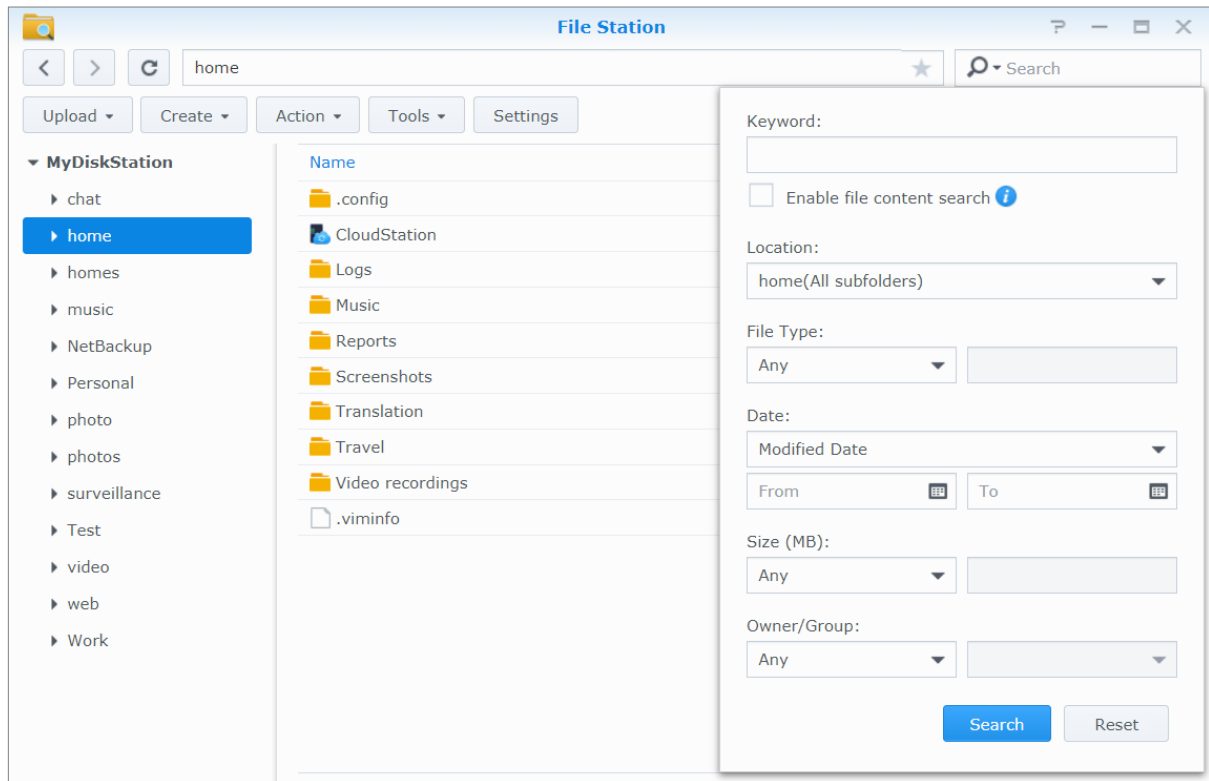 File Station
home
Search
Upload Create Action Tools Settings
MyDiskStation
chat
home
homes
music
NetBackup
Personal
photo
photos
surveillance
Test
video
web
Work
Name
.config
CloudStation
Logs
Music
Reports
Screenshots
Translation
Travel
Video recordings
.viminfo
Keyword:
Enable file content search
Location:
home(All subfolders)
File Type:
Any
Date:
Modified Date
From To
Size (MB):
Any
Owner/Group:
Any
Search Reset